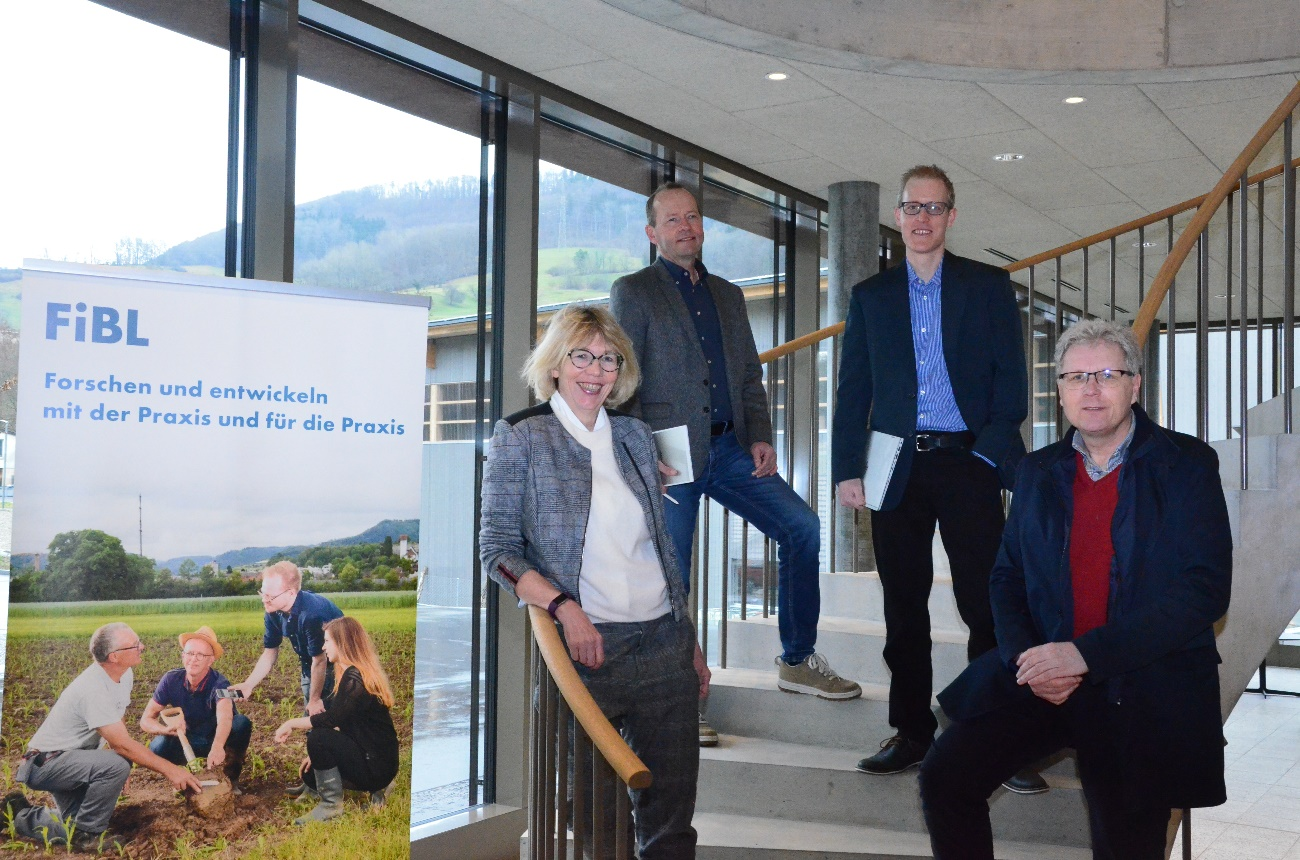 FiBL
Forschen und entwickeln
mit der Praxis und für die Praxis